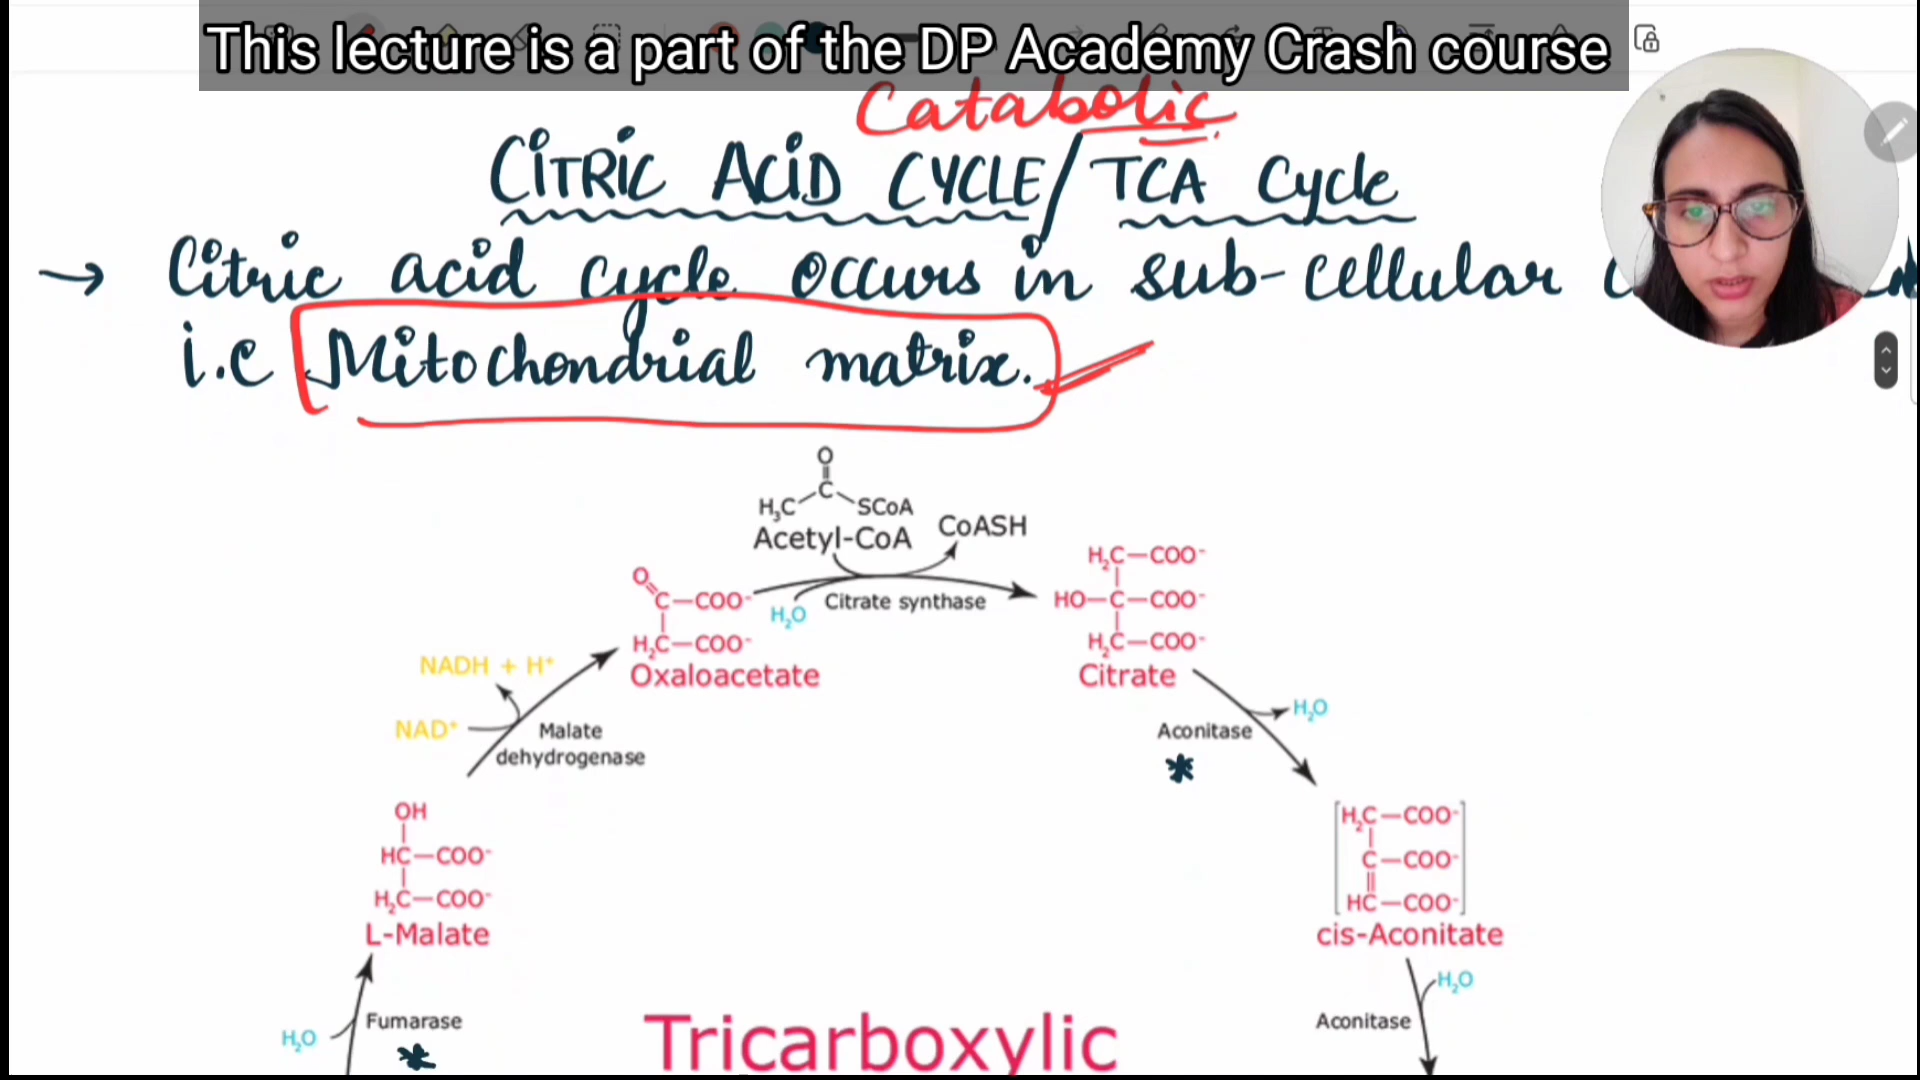 This lecture is a part of the DP Academy Crash course
Catabolic
CITRIC ACID CYCLE/TCA Cycle
→ Citric acid cycle occurs in sub-cellular
i.e Mitochondrial matrix.
O
C
H₃C SCoA
Acetyl-CoA CoASH
H₂C—COO⁻
O
C—COO⁻
H₂O Citrate synthase
HO—C—COO⁻
H₂C—COO⁻
H₂C—COO⁻
NADH + H⁺
Oxaloacetate
Citrate
H₂O
NAD⁺
Malate
dehydrogenase
Aconitase
*
OH
HC—COO⁻
H₂C—COO⁻
L-Malate
H₂C—COO⁻
C—COO⁻
HC—COO⁻
cis-Aconitate
H₂O
Fumarase
*
H₂O
Aconitase
Tricarboxylic